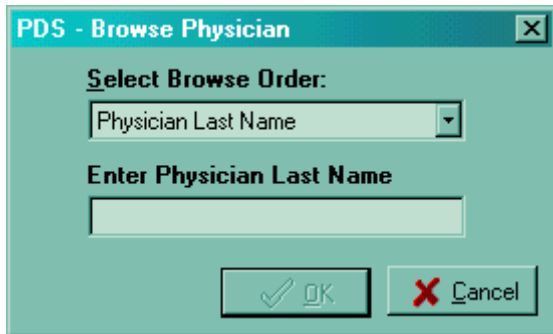 PDS - Browse Physician
Select Browse Order:
Physician Last Name
Enter Physician Last Name
OK Cancel